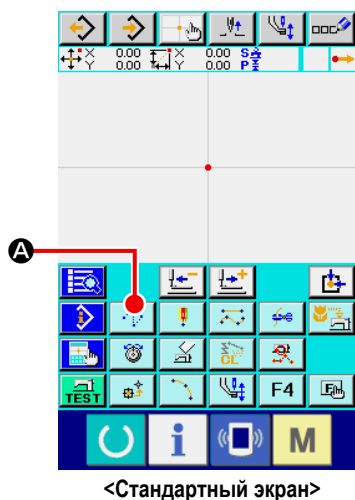 X 0.00 X 0.00 S
Y 0.00 Y 0.00 P
A
CL
TEST F4
i M
<Стандартный экран>